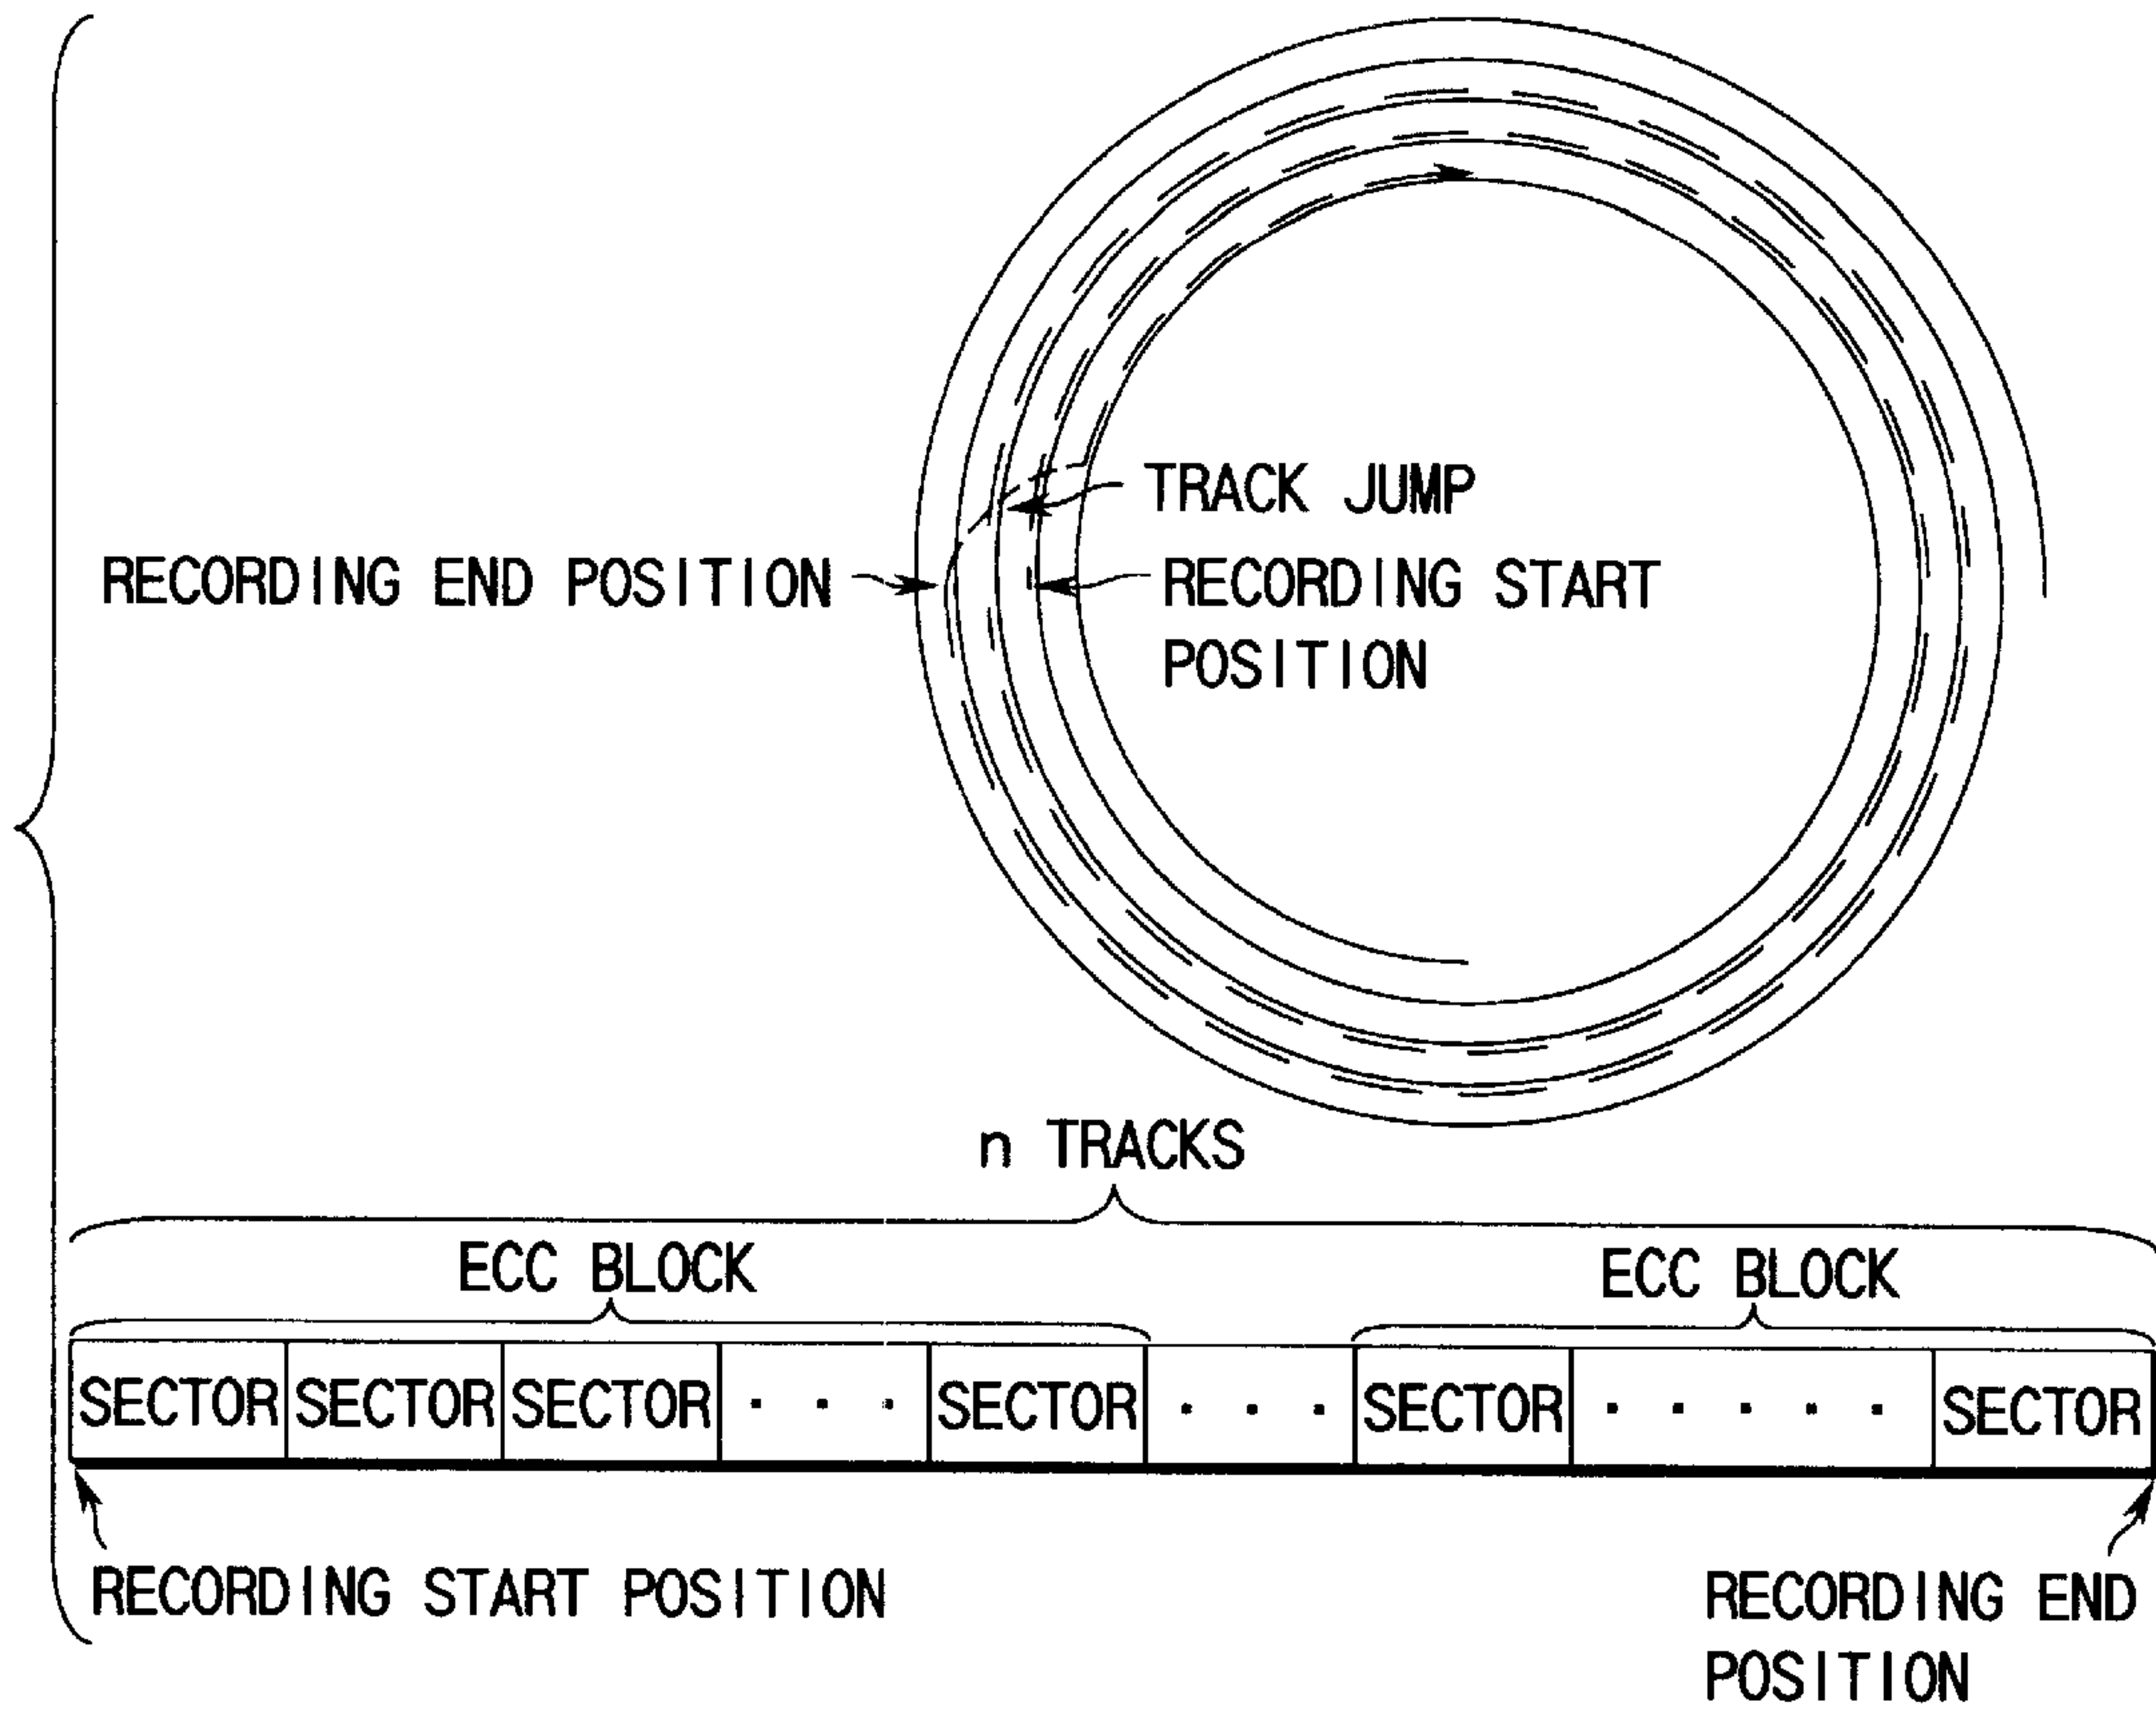 TRACK JUMP
RECORDING END POSITION
RECORDING START
POSITION
n TRACKS
ECC BLOCK
ECC BLOCK
SECTOR SECTOR SECTOR . . . SECTOR . . . SECTOR . . . . . SECTOR
RECORDING START POSITION
RECORDING END
POSITION